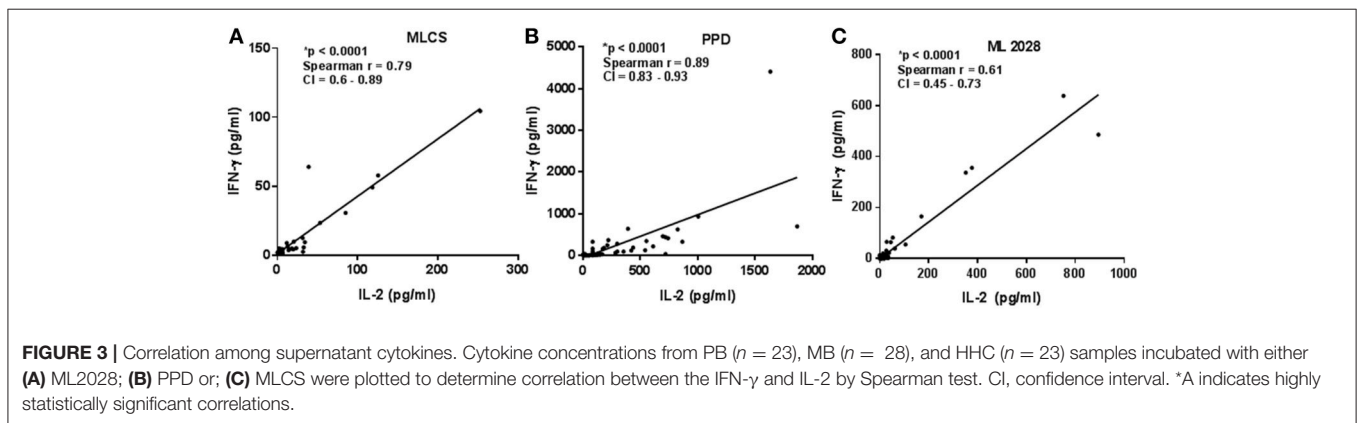 A
MLCS
*p < 0.0001
Spearman r = 0.79
CI = 0.6 - 0.89
IFN-γ (pg/ml)
150
100
50
0
0 100 200 300
IL-2 (pg/ml)
B
PPD
*p < 0.0001
Spearman r = 0.89
CI = 0.83 - 0.93
IFN-γ (pg/ml)
5000
4000
3000
2000
1000
0
0 500 1000 1500 2000
IL-2 (pg/ml)
C
ML 2028
*p < 0.0001
Spearman r = 0.61
CI = 0.45 - 0.73
IFN-γ (pg/ml)
800
600
400
200
0
0 200 400 600 800 1000
IL-2 (pg/ml)
FIGURE 3 | Correlation among supernatant cytokines. Cytokine concentrations from PB (n = 23), MB (n = 28), and HHC (n = 23) samples incubated with either
(A) ML2028; (B) PPD or; (C) MLCS were plotted to determine correlation between the IFN-γ and IL-2 by Spearman test. CI, confidence interval. *A indicates highly
statistically significant correlations.